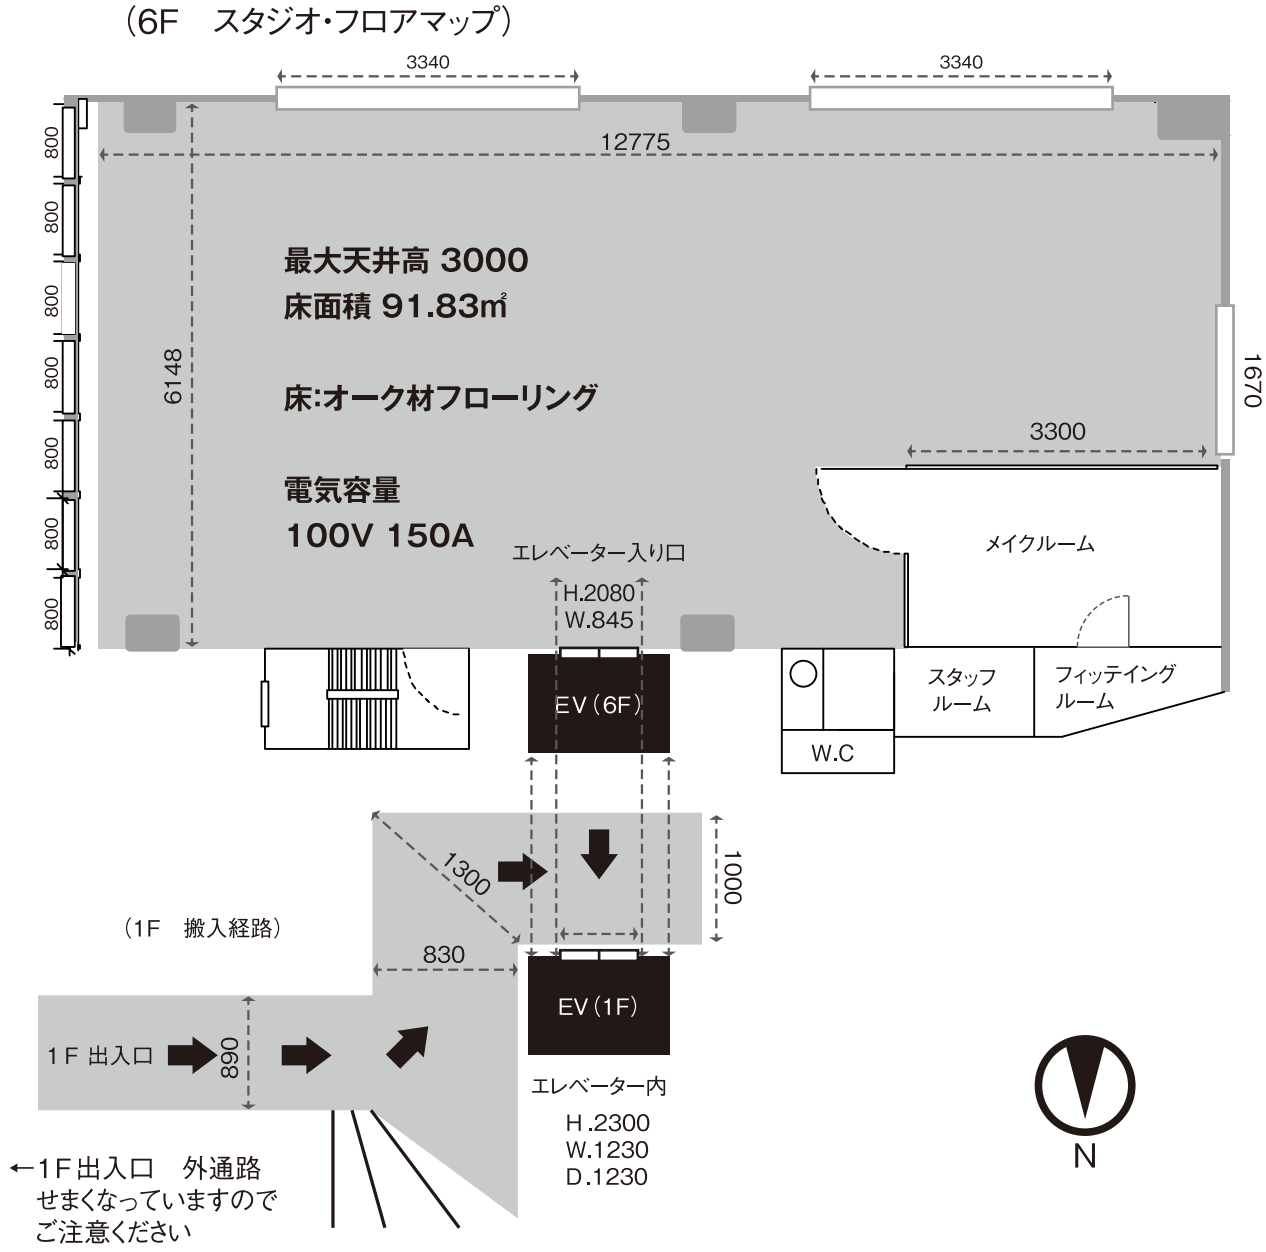 (6F スタジオ・フロアマップ)
3340
3340
12775
800
800
800
800
800
800
800
6148
最大天井高 3000
床面積 91.83㎡
床:オーク材フローリング
電気容量
100V 150A
1670
3300
メイクルーム
エレベーター入り口
H.2080
W.845
EV(6F)
スタッフ
ルーム
フィッテイング
ルーム
W.C
1300
1000
(1F 搬入経路)
830
EV(1F)
1F 出入口
890
エレベーター内
H.2300
W.1230
D.1230
N
←1F出入口 外通路
せまくなっていますので
ご注意ください